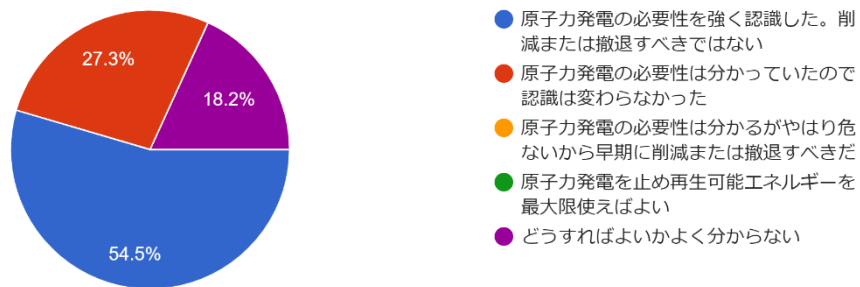 27.3%
18.2%
54.5%
原子力発電の必要性を強く認識した。削
減または撤退すべきではない
原子力発電の必要性は分かっていたので
認識は変わらなかった
原子力発電の必要性は分かるがやはり危
ないから早期に削減または撤退すべきだ
原子力発電を止め再生可能エネルギーを
最大限使えばよい
どうすればよいかよく分からない